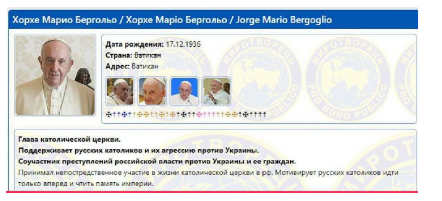 Хорхе Марио Бергольо / Хорхе Маріо Бергольо / Jorge Mario Bergoglio
Дата рождения: 17.12.1936
Страна: Ватикан
Адрес: Ватикан
Глава католической церкви.
Поддерживает русских католиков и их агрессию против Украины.
Соучастник преступлений российской власти против Украины и ее граждан.
Принимал непосредственное участие в жизни католической церкви в рф. Мотивирует русских католиков идти
только вперед и чтить память империи.